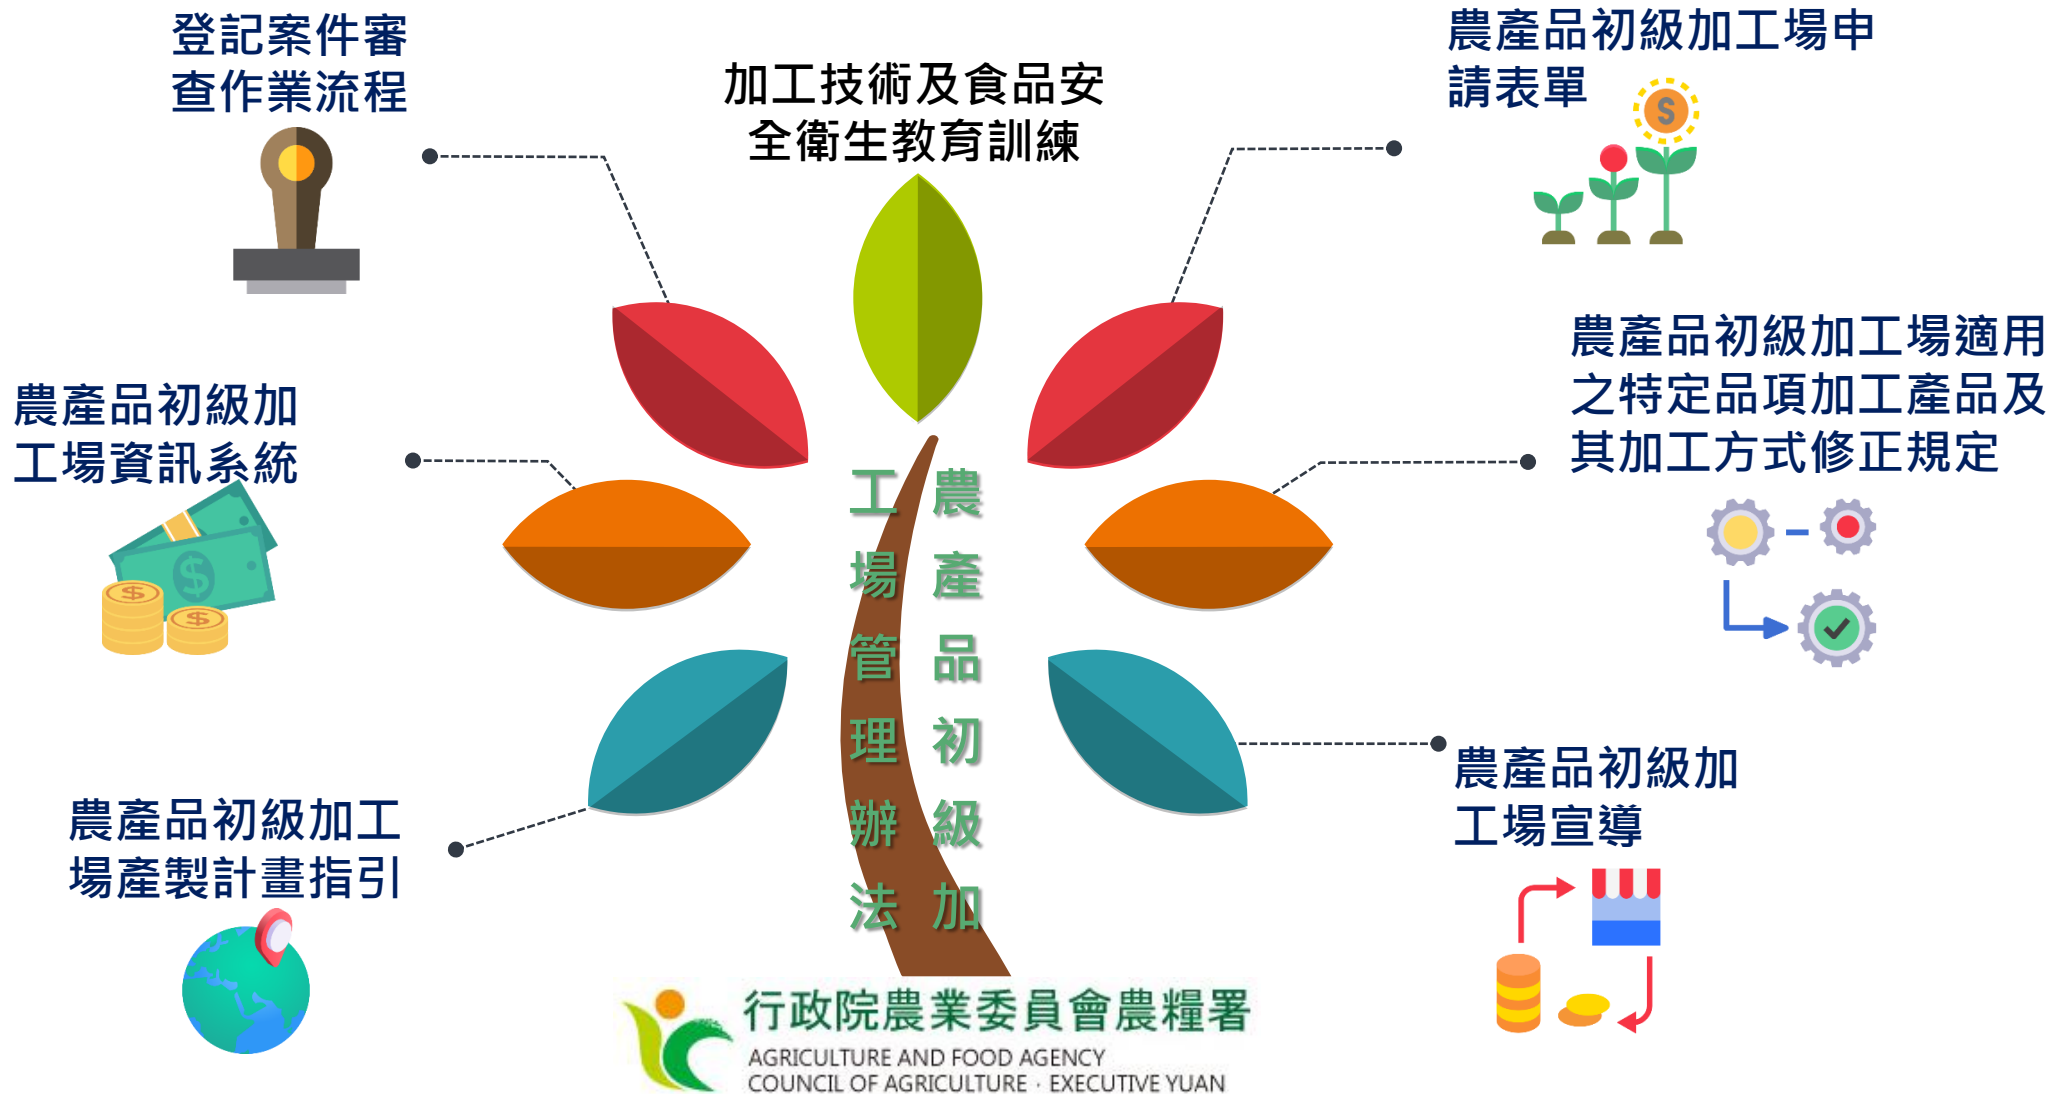 登記案件審
查作業流程
加工技術及食品安
全衛生教育訓練
農產品初級加工場申
請表單
農產品初級加
工場資訊系統
農產品初級加工場適用
之特定品項加工產品及
其加工方式修正規定
農產品初級加
工場管理辦法
農產品初級加工
場產製計畫指引
農產品初級加
工場宣導
行政院農業委員會農糧署
AGRICULTURE AND FOOD AGENCY
COUNCIL OF AGRICULTURE · EXECUTIVE YUAN